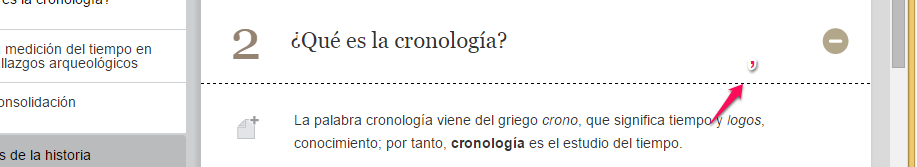 es la cronología?
medición del tiempo en
llazgos arqueológicos
onsolidación
s de la historia
2
¿Qué es la cronología?
,
La palabra cronología viene del griego crono, que significa tiempo y logos,
conocimiento; por tanto, cronología es el estudio del tiempo.